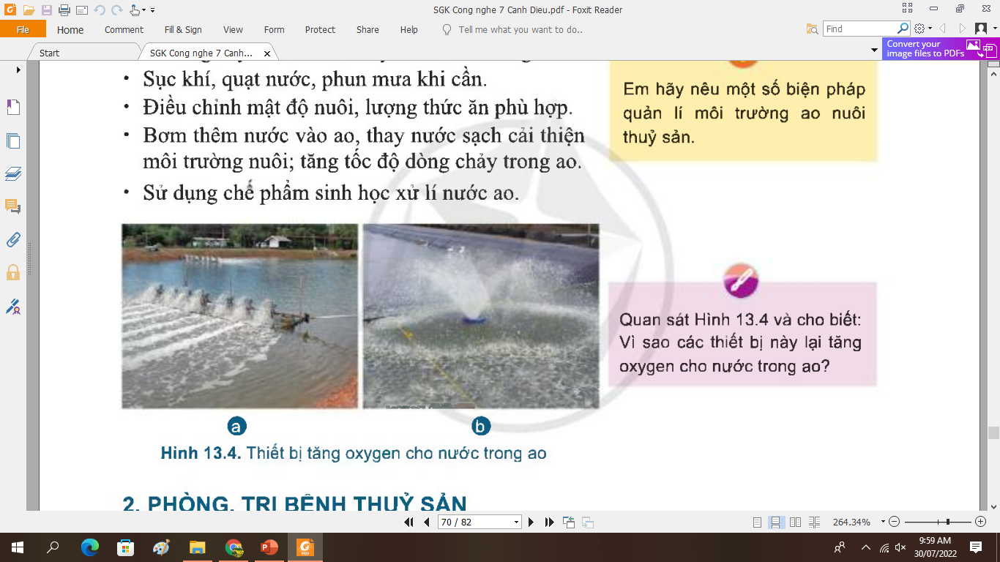 SGK Cong nghe 7 Canh Dieu.pdf - Foxit Reader
File Home Comment Fill & Sign View Form Protect Share Help Tell me what you want to do.. Find
Start SGK Cong nghe 7 Canh... Convert your
image files to PDFs
• Sục khí, quạt nước, phun mưa khi cần.
• Điều chỉnh mật độ nuôi, lượng thức ăn phù hợp.
• Bơm thêm nước vào ao, thay nước sạch cải thiện
môi trường nuôi; tăng tốc độ dòng chảy trong ao.
• Sử dụng chế phẩm sinh học xử lí nước ao.
Em hãy nêu một số biện pháp
quản lí môi trường ao nuôi
thuỷ sản.
Quan sát Hình 13.4 và cho biết:
Vì sao các thiết bị này lại tăng
oxygen cho nước trong ao?
a b
Hình 13.4. Thiết bị tăng oxygen cho nước trong ao
2. PHÒNG, TRỊ BỆNH THUỶ SẢN
70 / 82 264.34%
9:59 AM
30/07/2022